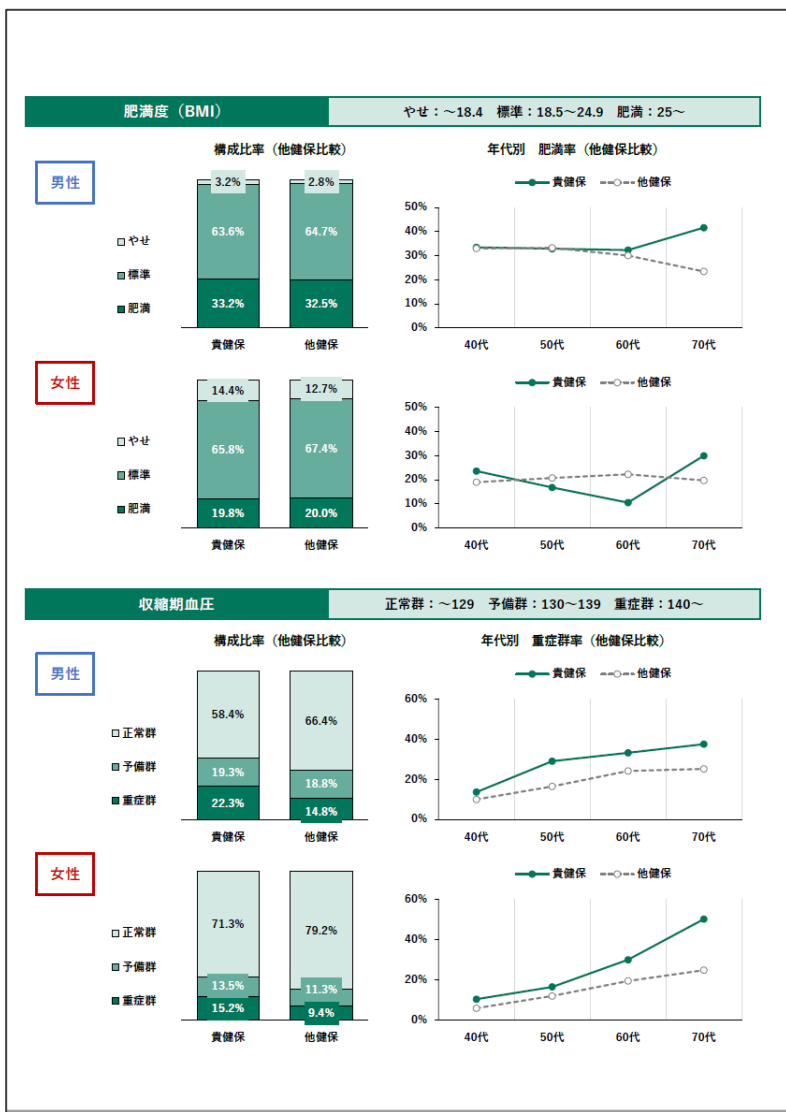 肥満度（BMI）
やせ：～18.4　標準：18.5～24.9　肥満：25～
構成比率（他健保比較）
年代別　肥満率（他健保比較）
男性
やせ
標準
肥満
3.2%
2.8%
63.6%
64.7%
33.2%
32.5%
貴健保
他健保
貴健保
他健保
50%
40%
30%
20%
10%
0%
40代
50代
60代
70代
女性
やせ
標準
肥満
14.4%
12.7%
65.8%
67.4%
19.8%
20.0%
貴健保
他健保
貴健保
他健保
50%
40%
30%
20%
10%
0%
40代
50代
60代
70代
収縮期血圧
正常群：～129　予備群：130～139　重症群：140～
構成比率（他健保比較）
年代別　重症群率（他健保比較）
男性
正常群
予備群
重症群
58.4%
66.4%
19.3%
18.8%
22.3%
14.8%
貴健保
他健保
貴健保
他健保
60%
40%
20%
0%
40代
50代
60代
70代
女性
正常群
予備群
重症群
71.3%
79.2%
13.5%
11.3%
15.2%
9.4%
貴健保
他健保
貴健保
他健保
60%
40%
20%
0%
40代
50代
60代
70代